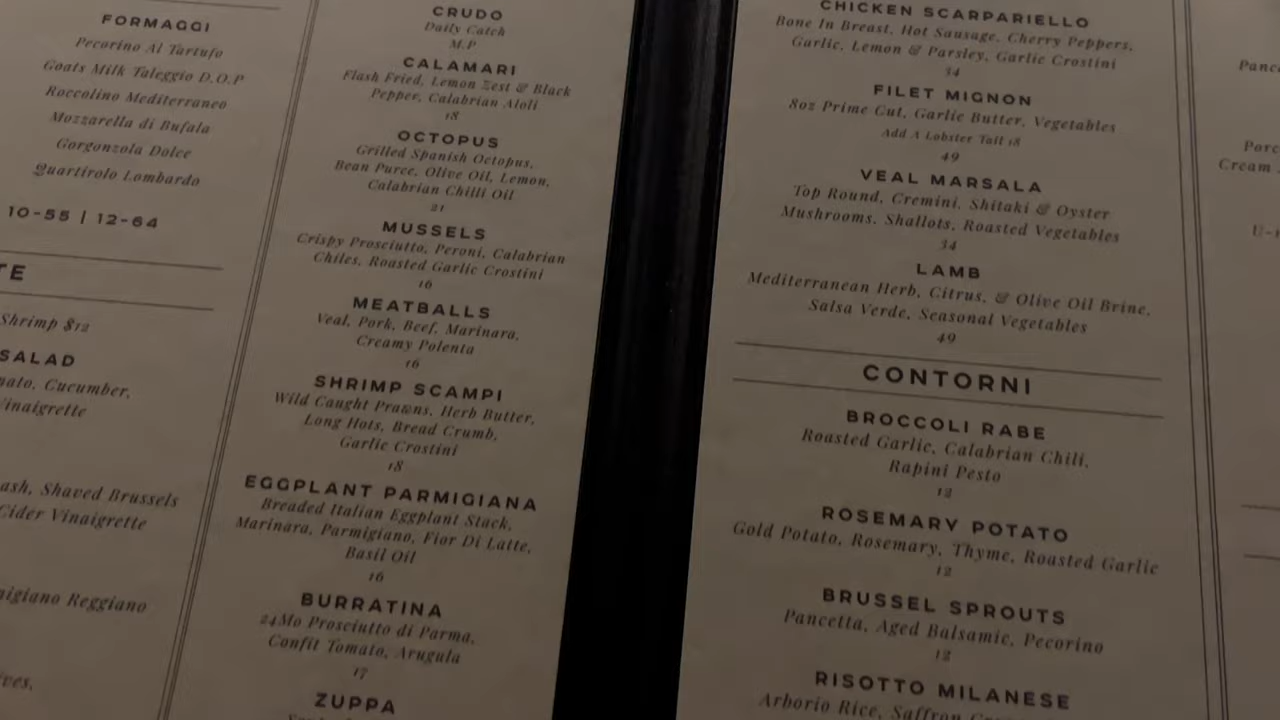 FORMAGGI
Pecorino Al Tartufo
Goats Milk Taleggio D.O.P
Roccolino Mediterraneo
Mozzarella di Bufala
Gorgonzola Dolce
Quartirolo Lombardo
10-55 | 12-64
TE
Shrimp $12
SALAD
Cucumber,
Vinaigrette
Shaved Brussels
Cider Vinaigrette
Reggiano
CRUDO
Daily Catch
M.P
CALAMARI
Flash Fried, Lemon Zest & Black
Pepper, Calabrian Aioli
18
OCTOPUS
Grilled Spanish Octopus,
Bean Puree, Olive Oil, Lemon,
Calabrian Chilli Oil
21
MUSSELS
Crispy Prosciutto, Peroni, Calabrian
Chiles, Roasted Garlic Crostini
16
MEATBALLS
Veal, Pork, Beef, Marinara,
Creamy Polenta
16
SHRIMP SCAMPI
Wild Caught Prawns, Herb Butter,
Long Hots, Bread Crumb,
Garlic Crostini
18
EGGPLANT PARMIGIANA
Breaded Italian Eggplant Stack,
Marinara, Parmigiano, Fior Di Latte,
Basil Oil
16
BURRATINA
24Mo Prosciutto di Parma,
Confit Tomato, Arugula
17
ZUPPA
CHICKEN SCARPARIELLO
Bone In Breast, Hot Sausage, Cherry Peppers,
Garlic, Lemon & Parsley, Garlic Crostini
34
FILET MIGNON
8oz Prime Cut, Garlic Butter, Vegetables
Add A Lobster Tail 18
49
VEAL MARSALA
Top Round, Cremini, Shitaki & Oyster
Mushrooms, Shallots, Roasted Vegetables
34
LAMB
Mediterranean Herb, Citrus, & Olive Oil Brine,
Salsa Verde, Seasonal Vegetables
49
CONTORNI
BROCCOLI RABE
Roasted Garlic, Calabrian Chili,
Rapini Pesto
12
ROSEMARY POTATO
Gold Potato, Rosemary, Thyme, Roasted Garlic
12
BRUSSEL SPROUTS
Pancetta, Aged Balsamic, Pecorino
12
RISOTTO MILANESE
Arborio Rice, Saffron
Cream